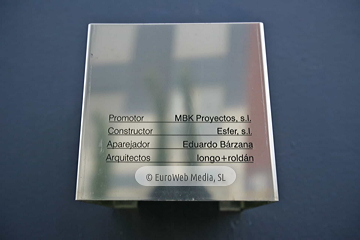 Promotor MBK Proyectos, s.l.
Constructor Esfer, s.l.
Aparejador Eduardo Bárzana
Arquitectos longo+roldán
© EuroWeb Media, SL